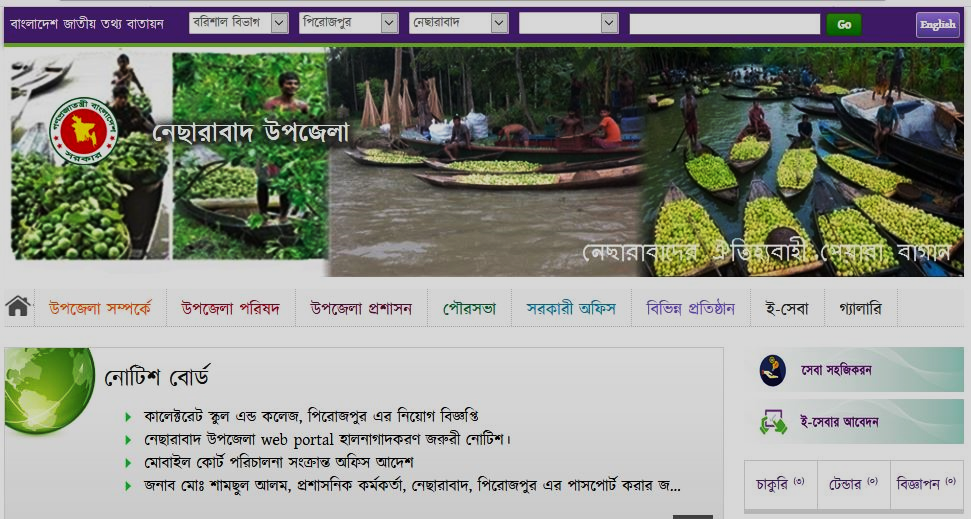 বাংলাদেশ জাতীয় তথ্য বাতায়ন বরিশাল বিভাগ পিরোজপুর নেছারাবাদ Go English
গণপ্রজাতন্ত্রী বাংলাদেশ
সরকার
নেছারাবাদ উপজেলা
নেছারাবাদের ঐতিহ্যবাহী পেয়ারা বাগান
উপজেলা সম্পর্কে উপজেলা পরিষদ উপজেলা প্রশাসন পৌরসভা সরকারী অফিস বিভিন্ন প্রতিষ্ঠান ই-সেবা গ্যালারি
নোটিশ বোর্ড
কালেক্টরেট স্কুল এন্ড কলেজ, পিরোজপুর এর নিয়োগ বিজ্ঞপ্তি
নেছারাবাদ উপজেলা web portal হালনাগাদকরণ জরুরী নোটিশ।
মোবাইল কোর্ট পরিচালনা সংক্রান্ত অফিস আদেশ
জনাব মোঃ শামছুল আলম, প্রশাসনিক কর্মকর্তা, নেছারাবাদ, পিরোজপুর এর পাসপোর্ট করার জ...
সেবা সহজিকরন
ই-সেবার আবেদন
চাকুরি (৩) টেন্ডার (০) বিজ্ঞাপন (০)